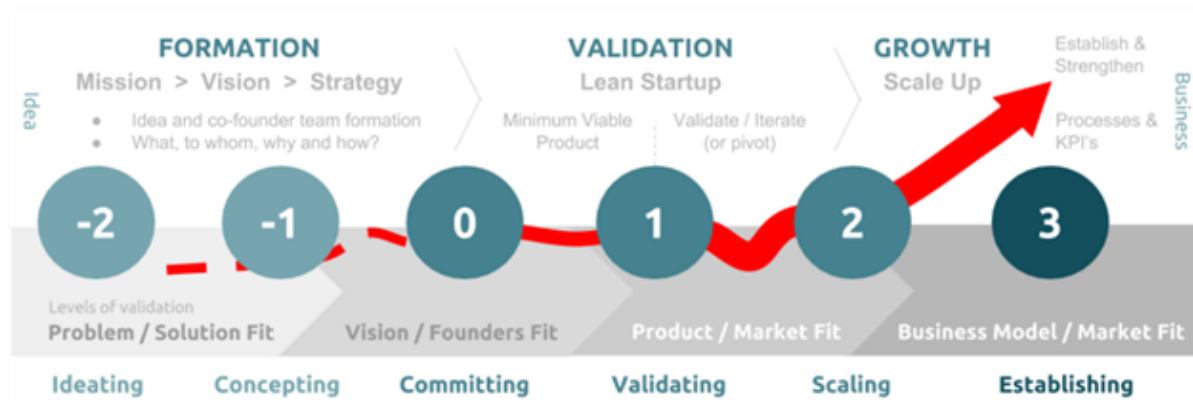 FORMATION
Mission > Vision > Strategy
● Idea and co-founder team formation
● What, to whom, why and how?
VALIDATION
Lean Startup
Minimum Viable
Product
Validate / Iterate
(or pivot)
GROWTH
Scale Up
Establish &
Strengthen
Processes &
KPI's
Idea
Business
-2
-1
0
1
2
3
Levels of validation
Problem / Solution Fit
Vision / Founders Fit
Product / Market Fit
Business Model / Market Fit
Ideating
Concepting
Committing
Validating
Scaling
Establishing